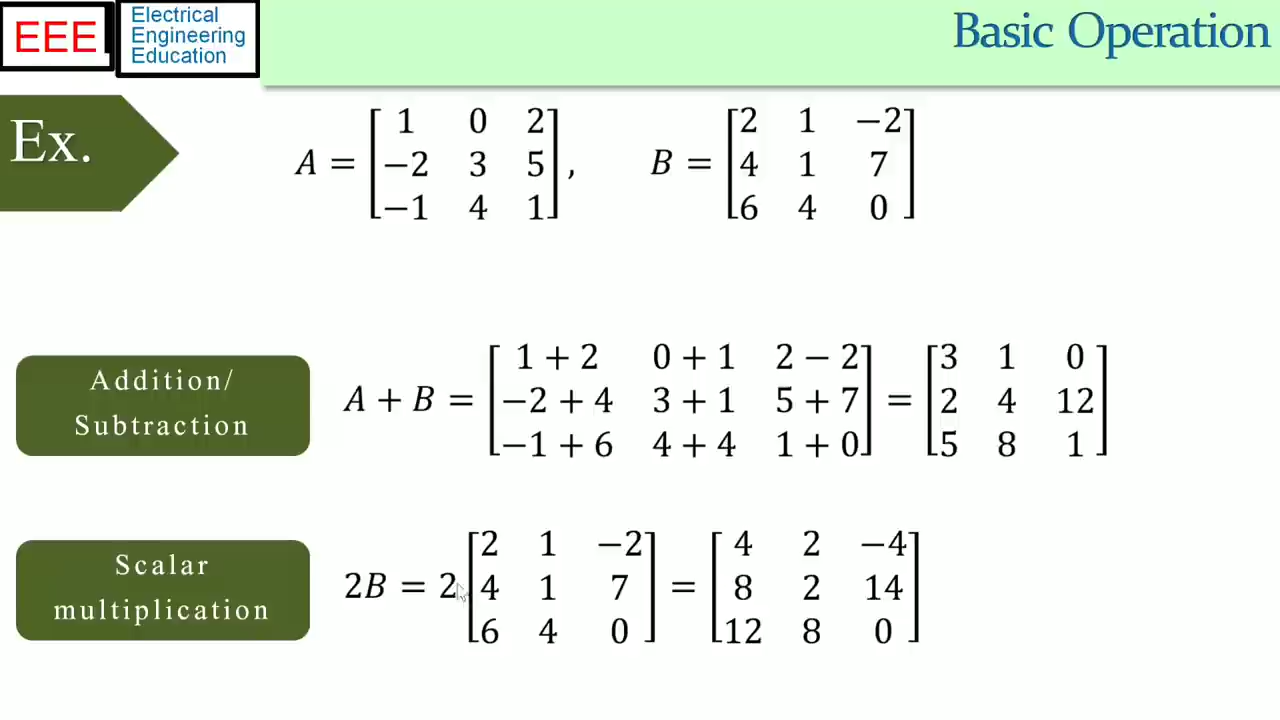 EEE
Electrical
Engineering
Education
Basic Operation
Ex.
A = [1 0 2
−2 3 5
−1 4 1],
B = [2 1 −2
4 1 7
6 4 0]
Addition/
Subtraction
A + B = [1 + 2 0 + 1 2 − 2
−2 + 4 3 + 1 5 + 7
−1 + 6 4 + 4 1 + 0] = [3 1 0
2 4 12
5 8 1]
Scalar
multiplication
2B = 2 [2 1 −2
4 1 7
6 4 0] = [4 2 −4
8 2 14
12 8 0]